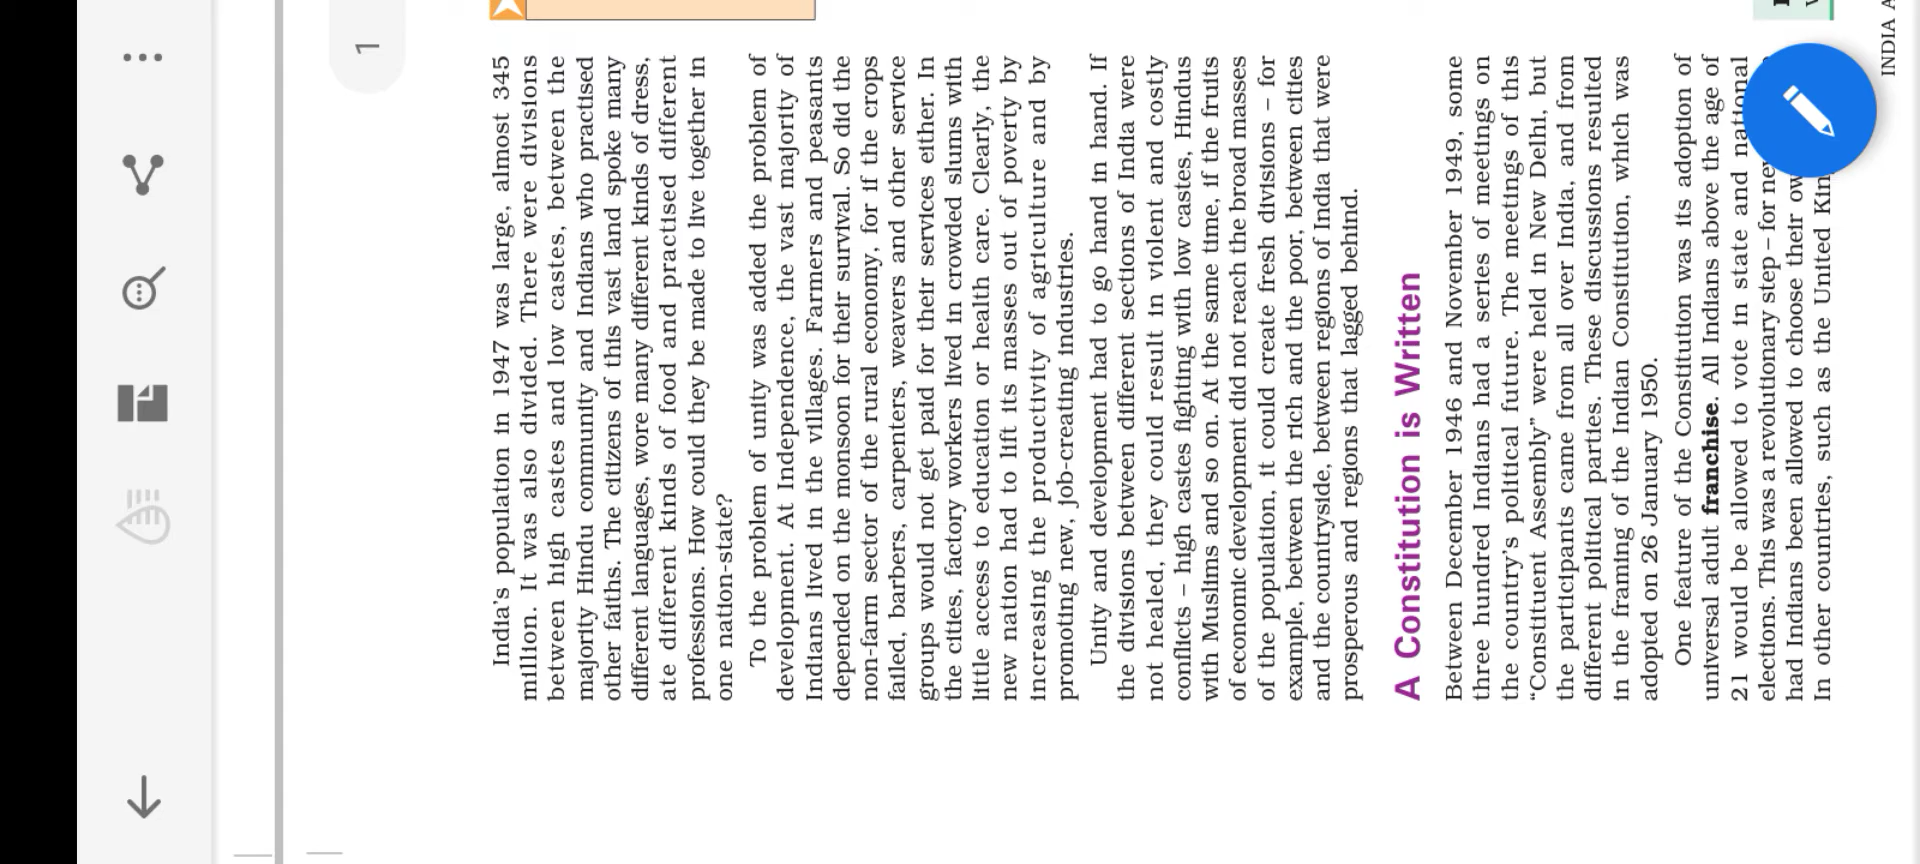 1
India's population in 1947 was large, almost 345
million. It was also divided. There were divisions
between high castes and low castes, between the
majority Hindu community and Indians who practised
other faiths. The citizens of this vast land spoke many
different languages, wore many different kinds of dress,
ate different kinds of food and practised different
professions. How could they be made to live together in
one nation-state?
To the problem of unity was added the problem of
development. At Independence, the vast majority of
Indians lived in the villages. Farmers and peasants
depended on the monsoon for their survival. So did the
non-farm sector of the rural economy, for if the crops
failed, barbers, carpenters, weavers and other service
groups would not get paid for their services either. In
the cities, factory workers lived in crowded slums with
little access to education or health care. Clearly, the
new nation had to lift its masses out of poverty by
increasing the productivity of agriculture and by
promoting new, job-creating industries.
Unity and development had to go hand in hand. If
the divisions between different sections of India were
not healed, they could result in violent and costly
conflicts – high castes fighting with low castes, Hindus
with Muslims and so on. At the same time, if the fruits
of economic development did not reach the broad masses
of the population, it could create fresh divisions – for
example, between the rich and the poor, between cities
and the countryside, between regions of India that were
prosperous and regions that lagged behind.
A Constitution is Written
Between December 1946 and November 1949, some
three hundred Indians had a series of meetings on
the country's political future. The meetings of this
“Constituent Assembly” were held in New Delhi, but
the participants came from all over India, and from
different political parties. These discussions resulted
in the framing of the Indian Constitution, which was
adopted on 26 January 1950.
One feature of the Constitution was its adoption of
universal adult franchise. All Indians above the age of
21 would be allowed to vote in state and national
elections. This was a revolutionary step – for
had Indians been allowed to choose their
In other countries, such as the United
INDIA